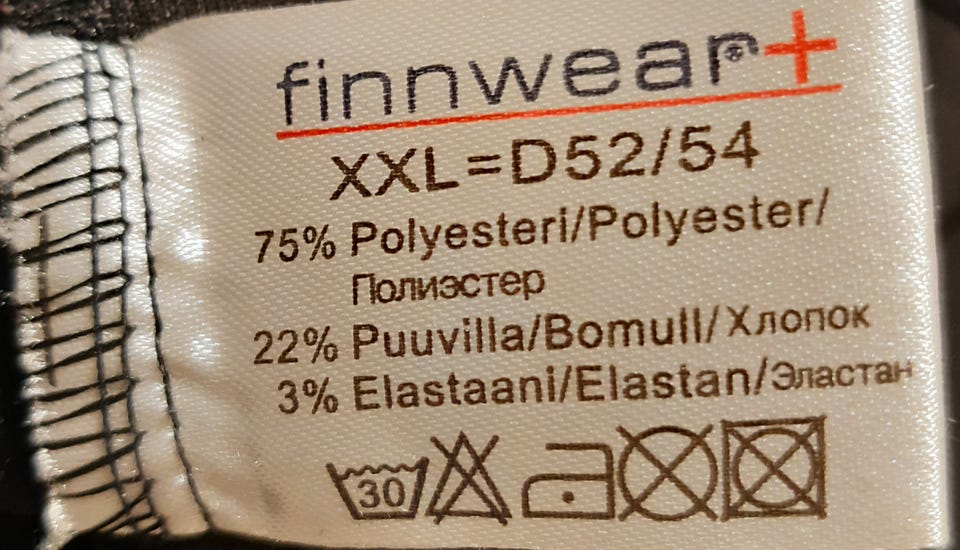 finnwear®+
XXL=D52/54
75% Polyesteri/Polyester/
Полиэстер
22% Puuvilla/Bomull/Хлопок
3% Elastaani/Elastan/Эластан
30